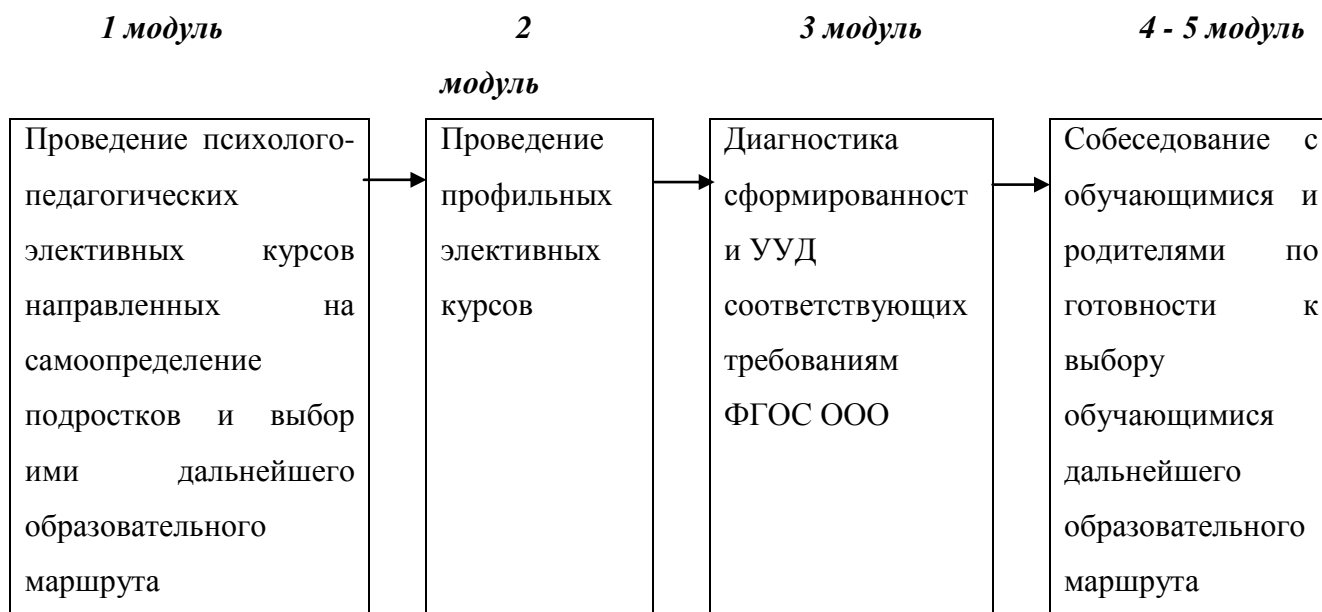 1 модуль
2
модуль
3 модуль
4 - 5 модуль
Проведение психолого-
педагогических
элективных курсов
направленных на
самоопределение
подростков и выбор
ими дальнейшего
образовательного
маршрута
Проведение
профильных
элективных
курсов
Диагностика
сформированност
и УУД
соответствующих
требованиям
ФГОС ООО
Собеседование с
обучающимися и
родителями по
готовности к
выбору
обучающимися
дальнейшего
образовательного
маршрута